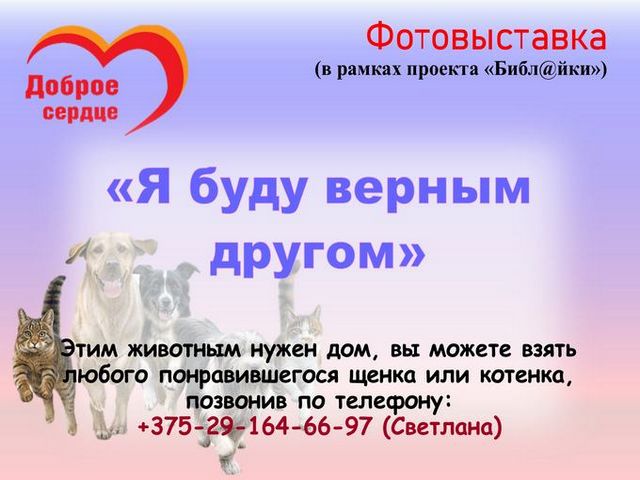 Доброе
сердце
Фотовыставка
(в рамках проекта «Библ@йки»)
«Я буду верным
другом»
Этим животным нужен дом, вы можете взять
любого понравившегося щенка или котенка,
позвонив по телефону:
+375-29-164-66-97 (Светлана)